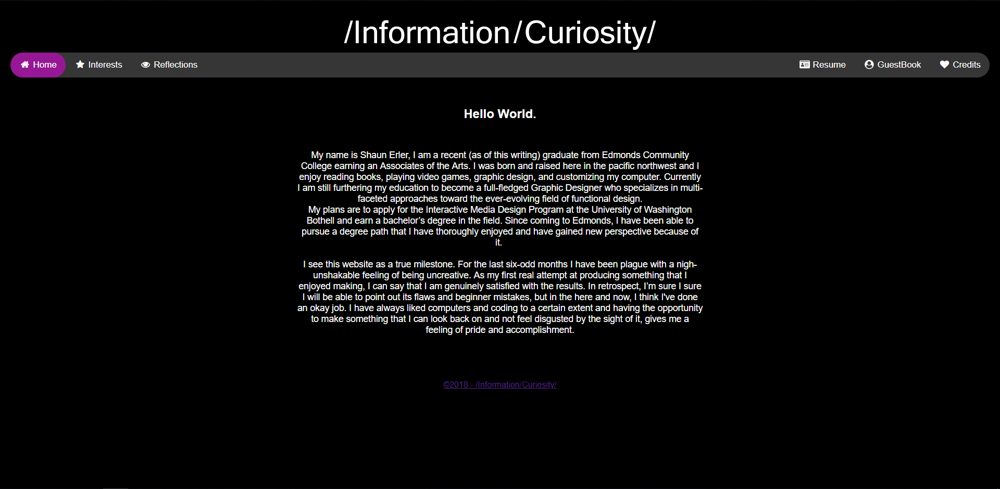 /Information/Curiosity/
Home Interests Reflections Resume GuestBook Credits
Hello World.
My name is Shaun Erler, I am a recent (as of this writing) graduate from Edmonds Community
College earning an Associates of the Arts. I was born and raised here in the pacific northwest and I
enjoy reading books, playing video games, graphic design, and customizing my computer. Currently
I am still furthering my education to become a full-fledged Graphic Designer who specializes in multi-
faceted approaches toward the ever-evolving field of functional design.
My plans are to apply for the Interactive Media Design Program at the University of Washington
Bothell and earn a bachelor’s degree in the field. Since coming to Edmonds, I have been able to
pursue a degree path that I have thoroughly enjoyed and have gained new perspective because of
it.
I see this website as a true milestone. For the last six-odd months I have been plague with a nigh-
unshakable feeling of being uncreative. As my first real attempt at producing something that I
enjoyed making, I can say that I am genuinely satisfied with the results. In retrospect, I’m sure I sure
I will be able to point out its flaws and beginner mistakes, but in the here and now, I think I've done
an okay job. I have always liked computers and coding to a certain extent and having the opportunity
to make something that I can look back on and not feel disgusted by the sight of it, gives me a
feeling of pride and accomplishment.
©2018 - /Information/Curiosity/